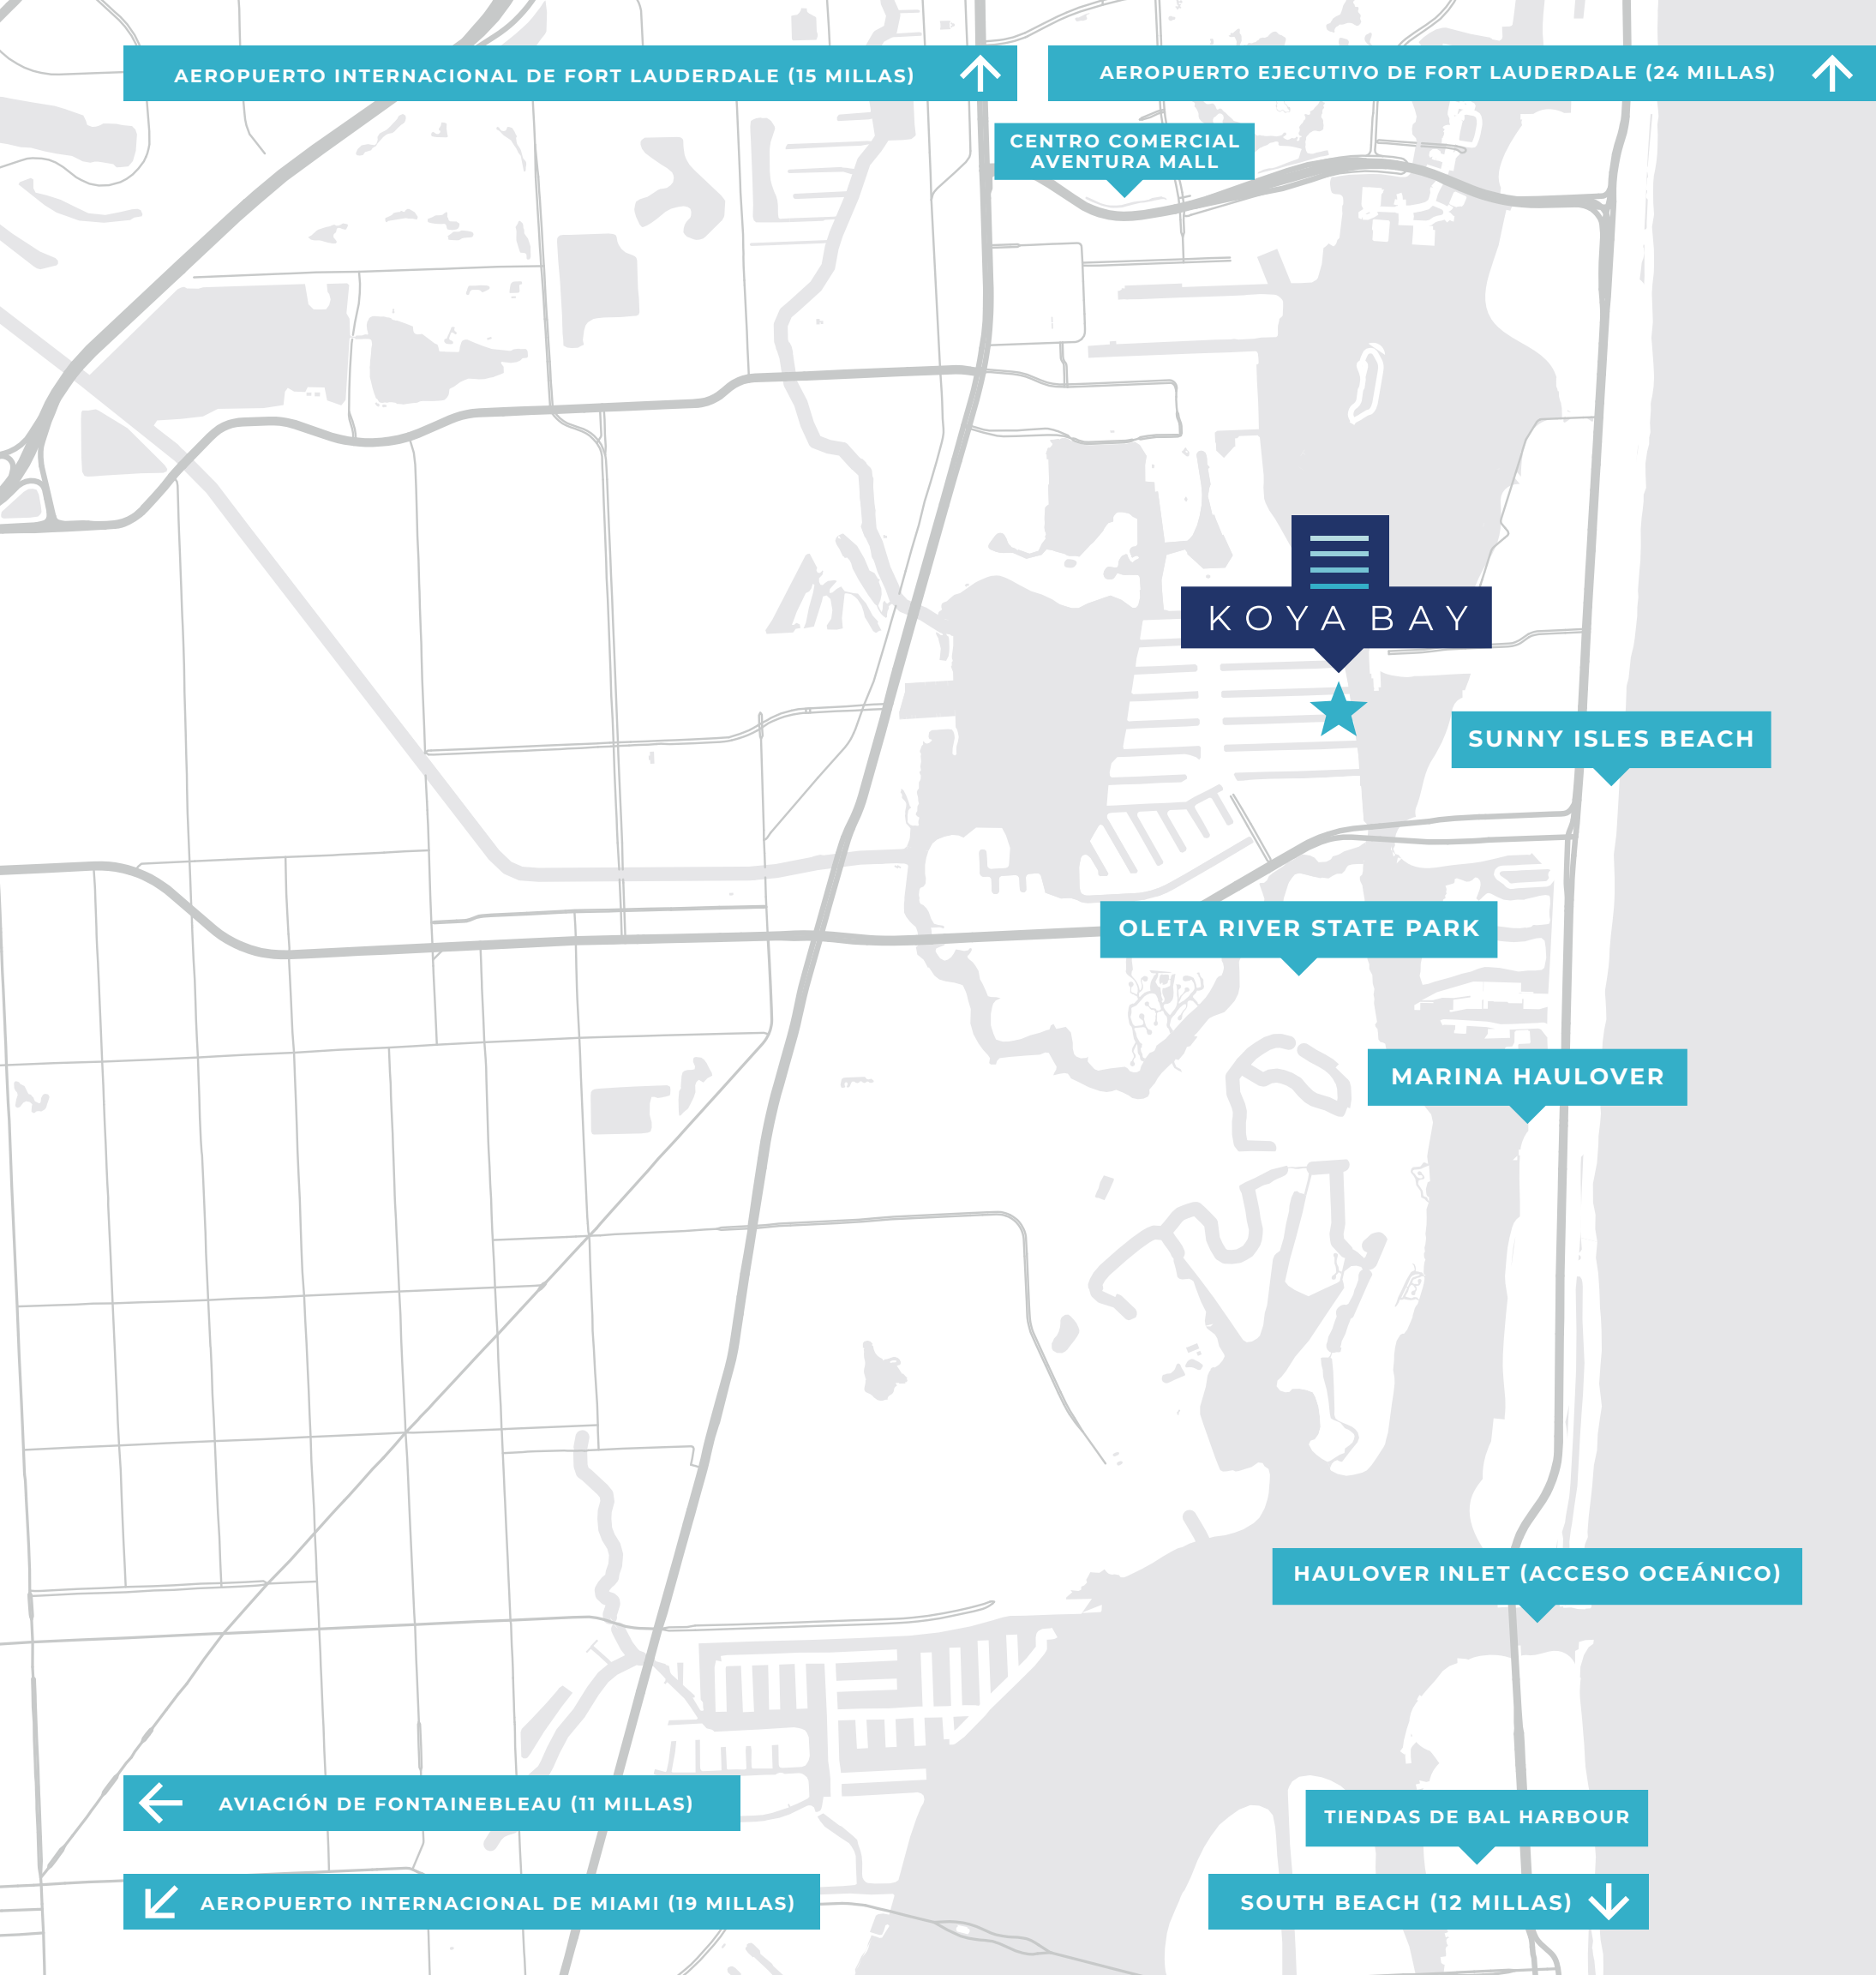 AEROPUERTO INTERNACIONAL DE FORT LAUDERDALE (15 MILLAS)
AEROPUERTO EJECUTIVO DE FORT LAUDERDALE (24 MILLAS)
CENTRO COMERCIAL
AVENTURA MALL
KOYA BAY
SUNNY ISLES BEACH
OLETA RIVER STATE PARK
MARINA HAULOVER
HAULOVER INLET (ACCESO OCEÁNICO)
AVIACIÓN DE FONTAINEBLEAU (11 MILLAS)
TIENDAS DE BAL HARBOUR
AEROPUERTO INTERNACIONAL DE MIAMI (19 MILLAS)
SOUTH BEACH (12 MILLAS)